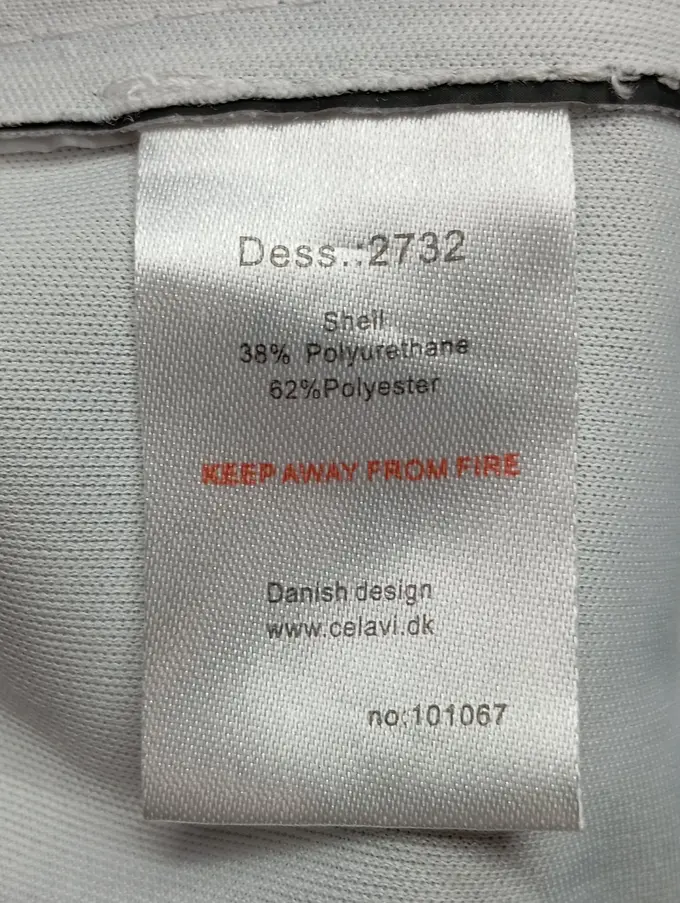 Dess.:2732
Shell
38% Polyurethane
62%Polyester
KEEP AWAY FROM FIRE
Danish design
www.celavi.dk
no:101067